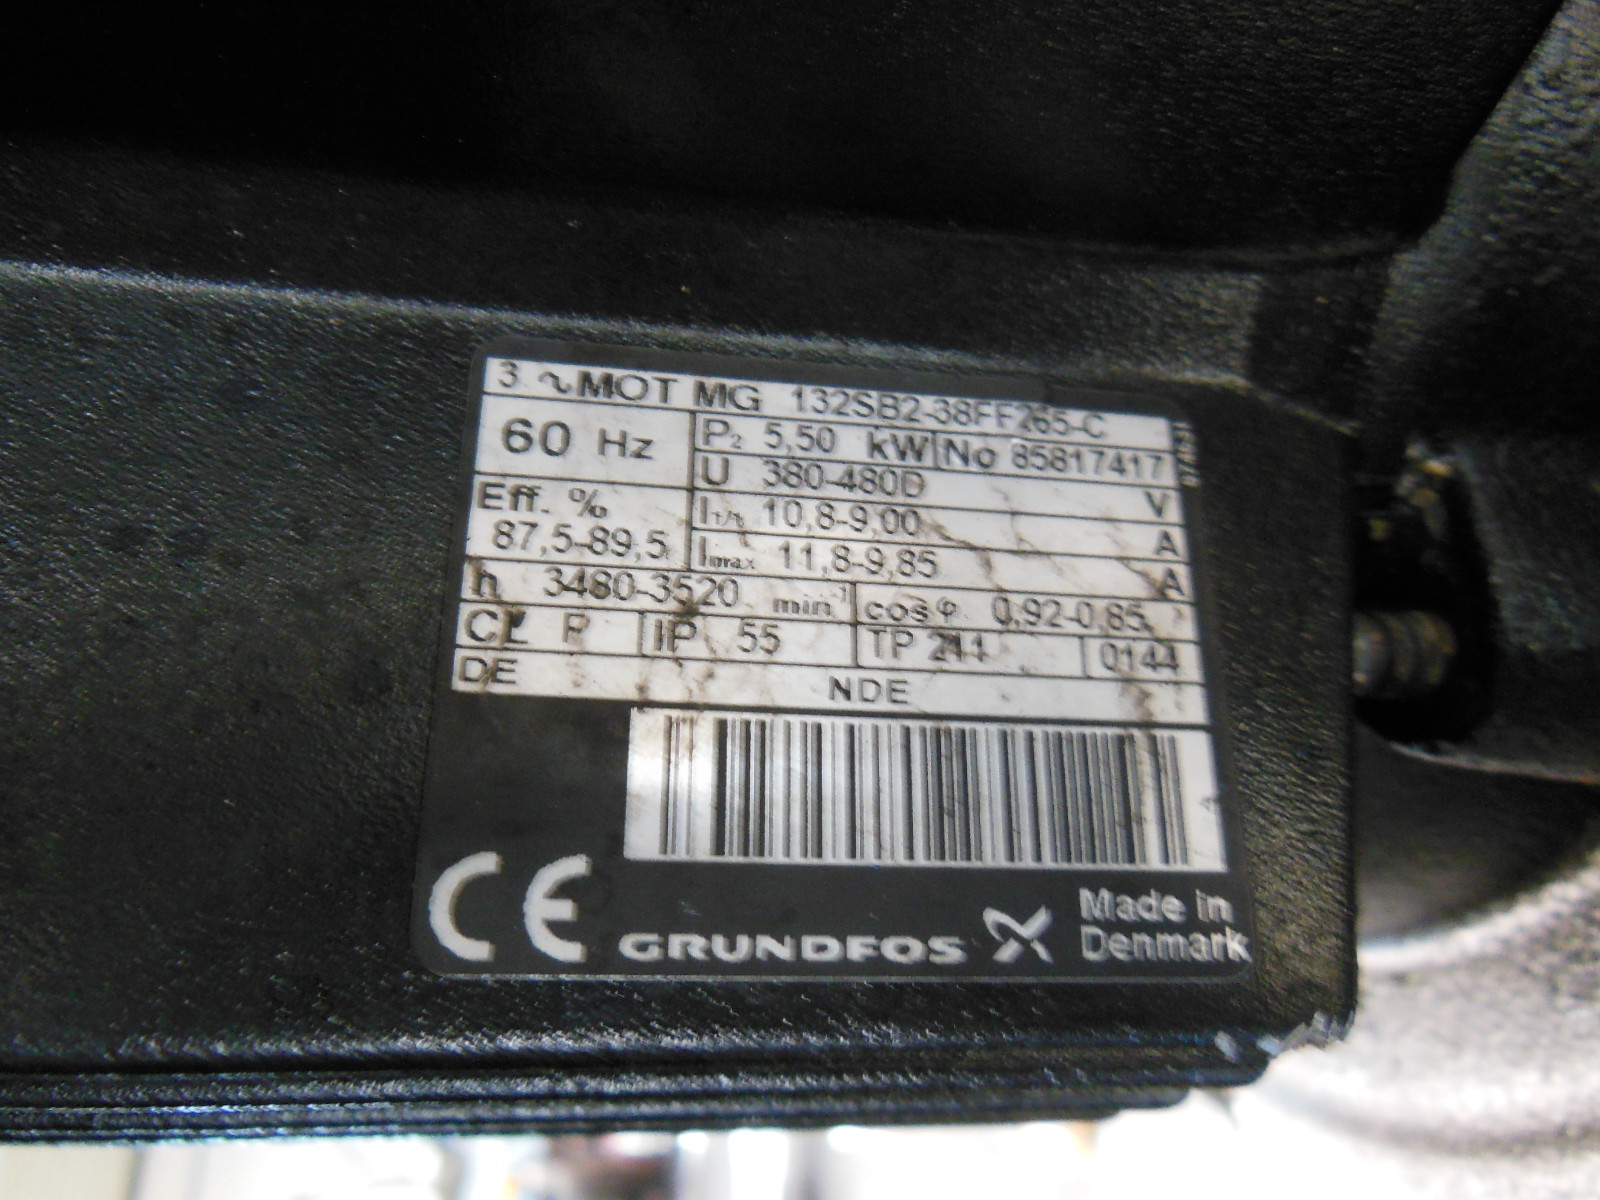 3 ~MOT MG 132SB2-38FF265-C
60 Hz
P2 5,50 kW No 85817417
U 380-480D V
Eff. %
87,5-89,5
I1/1 10,8-9,00 A
Imax 11,8-9,85 A
n 3480-3520 min-1 cosφ 0,92-0,85
CL F IP 55 TP 211 0144
DE NDE
CE GRUNDFOS Made in
Denmark